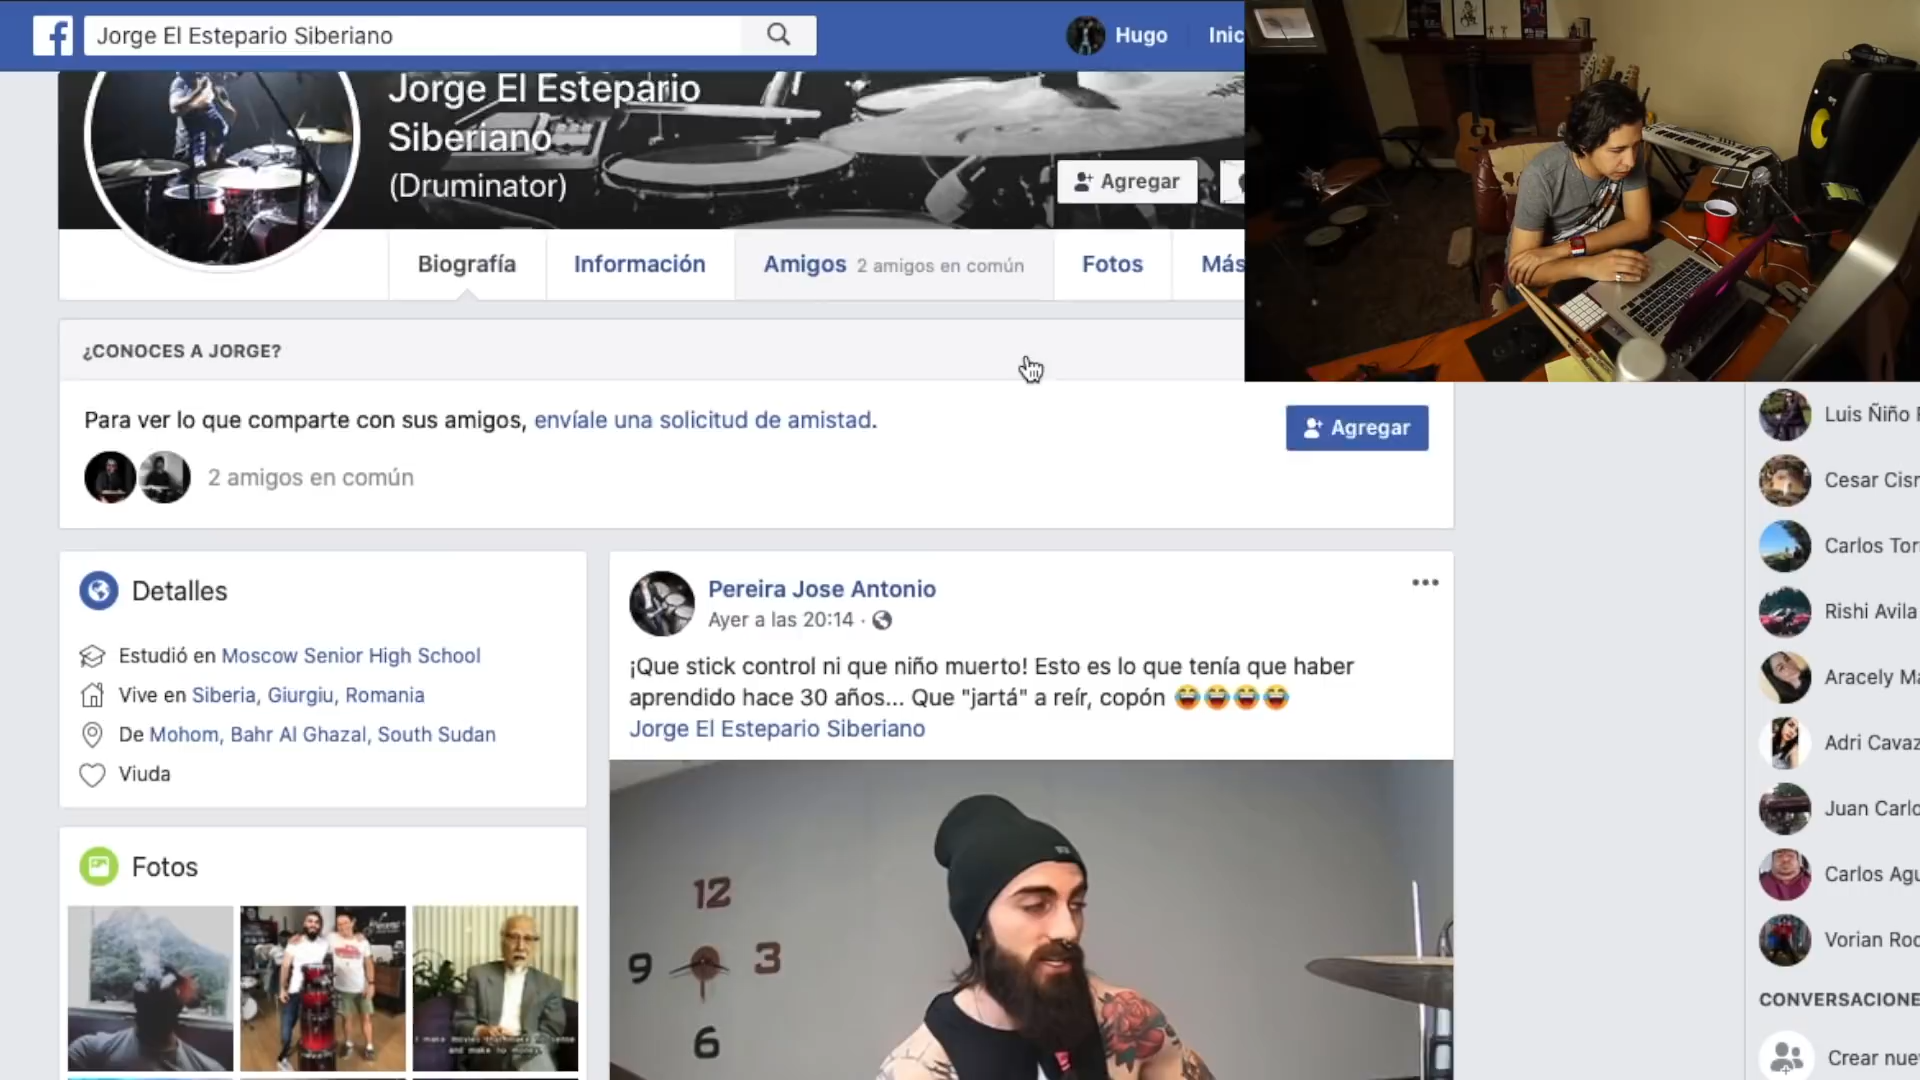 Jorge El Estepario Siberiano
Hugo
Inic
Jorge El Estepario
Siberiano
(Druminator)
Agregar
Biografía
Información
Amigos 2 amigos en común
Fotos
Más
¿CONOCES A JORGE?
Para ver lo que comparte con sus amigos, envíale una solicitud de amistad.
Agregar
2 amigos en común
Detalles
Estudió en Moscow Senior High School
Vive en Siberia, Giurgiu, Romania
De Mohom, Bahr Al Ghazal, South Sudan
Viuda
Fotos
Pereira Jose Antonio
Ayer a las 20:14 ·
¡Que stick control ni que niño muerto! Esto es lo que tenía que haber
aprendido hace 30 años... Que "jartá" a reír, copón 😂😂😂😂
Jorge El Estepario Siberiano
12
9
3
6
Luis Ñiño
Cesar Cisn
Carlos Torr
Rishi Avila
Aracely Ma
Adri Cavaz
Juan Carlo
Carlos Agu
Vorian Roc
CONVERSACIONE
Crear nue